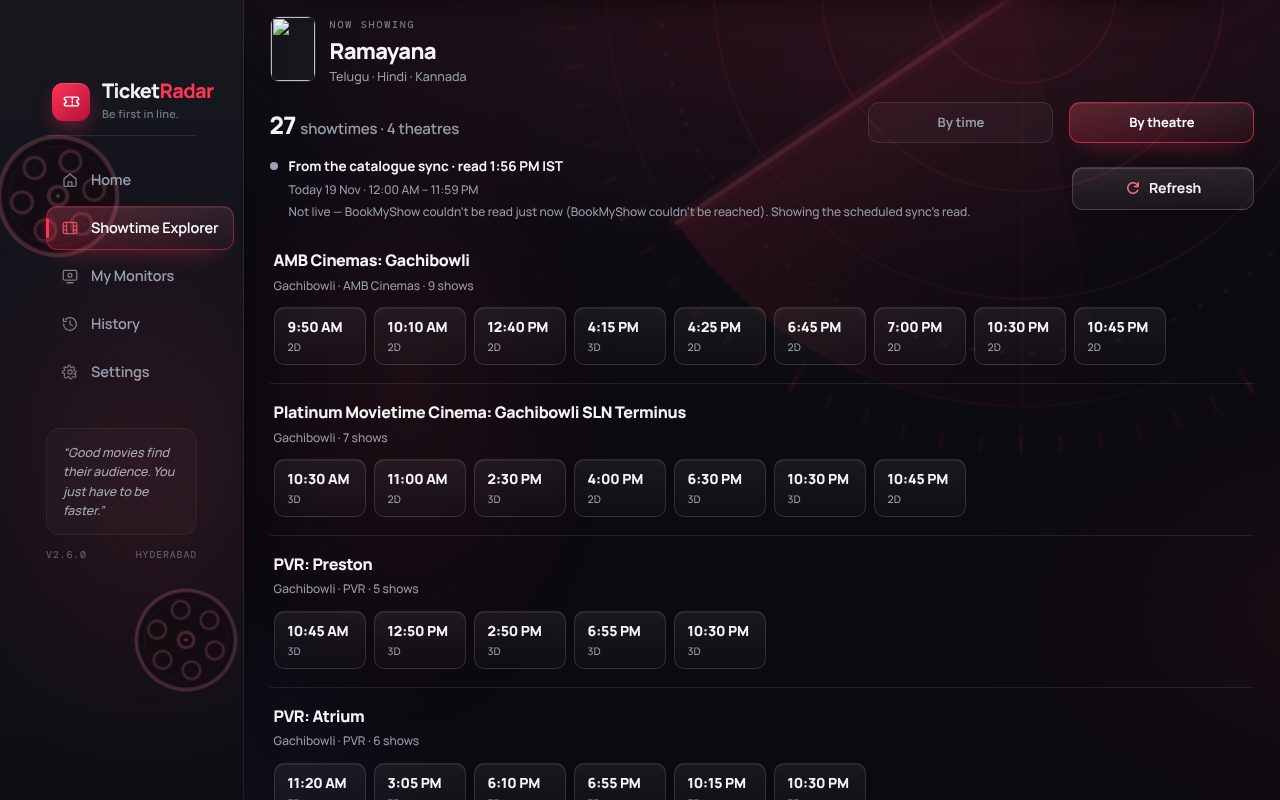 TicketRadar
Be first in line.
Home
Showtime Explorer
My Monitors
History
Settings
“Good movies find
their audience. You
just have to be
faster.”
V2.6.0 HYDERABAD
NOW SHOWING
Ramayana
Telugu · Hindi · Kannada
27 showtimes · 4 theatres
By time By theatre
From the catalogue sync · read 1:56 PM IST
Today 19 Nov · 12:00 AM – 11:59 PM
Not live — BookMyShow couldn't be read just now (BookMyShow couldn't be reached). Showing the scheduled sync's read.
Refresh
AMB Cinemas: Gachibowli
Gachibowli · AMB Cinemas · 9 shows
9:50 AM 10:10 AM 12:40 PM 4:15 PM 4:25 PM 6:45 PM 7:00 PM 10:30 PM 10:45 PM
2D 2D 2D 3D 2D 2D 2D 2D 2D
Platinum Movietime Cinema: Gachibowli SLN Terminus
Gachibowli · 7 shows
10:30 AM 11:00 AM 2:30 PM 4:00 PM 6:30 PM 10:30 PM 10:45 PM
3D 2D 3D 2D 3D 3D 2D
PVR: Preston
Gachibowli · PVR · 5 shows
10:45 AM 12:50 PM 2:50 PM 6:55 PM 10:30 PM
3D 3D 3D 3D 3D
PVR: Atrium
Gachibowli · PVR · 6 shows
11:20 AM 3:05 PM 6:10 PM 6:55 PM 10:15 PM 10:30 PM